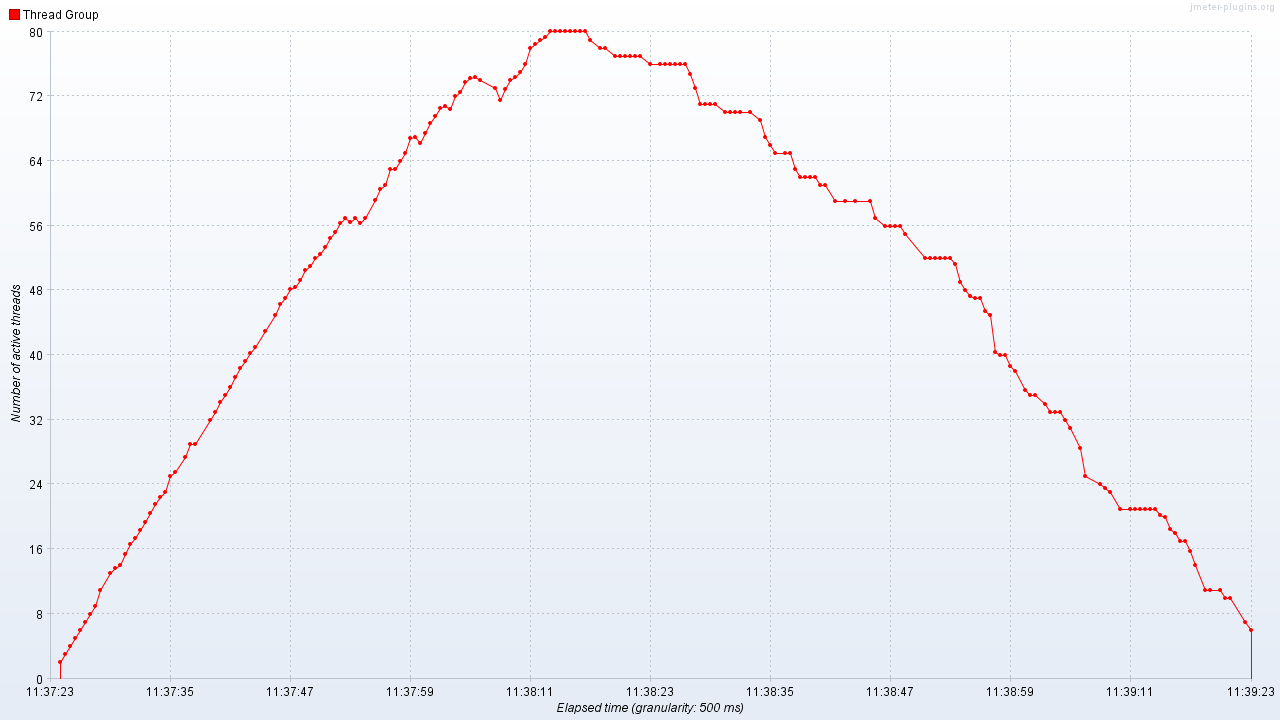 Thread Group
jmeter-plugins.org
80
72
64
56
48
40
32
24
16
8
0
Number of active threads
11:37:23 11:37:35 11:37:47 11:37:59 11:38:11 11:38:23 11:38:35 11:38:47 11:38:59 11:39:11 11:39:23
Elapsed time (granularity: 500 ms)